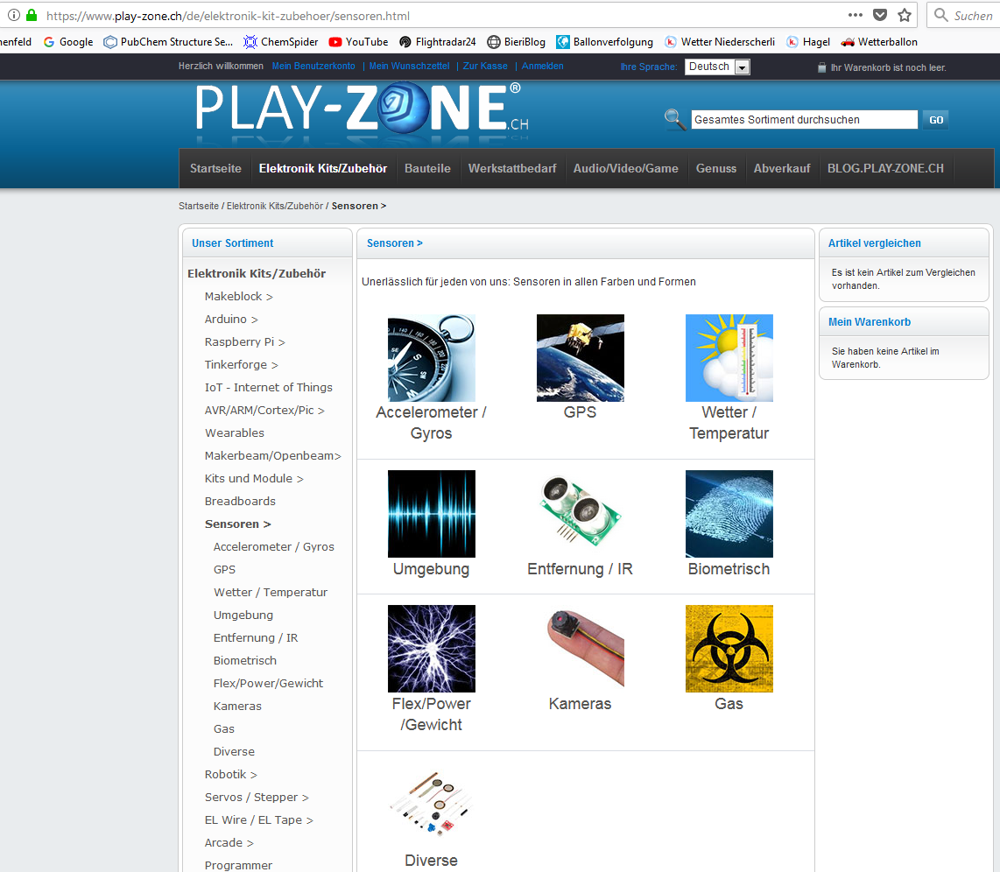 https://www.play-zone.ch/de/elektronik-kit-zubehoer/sensoren.html
Suchen
nenfeld Google PubChem Structure Se... ChemSpider YouTube Flightradar24 BieriBlog Ballonverfolgung Wetter Niederscherli Hagel Wetterballon
Herzlich willkommen Mein Benutzerkonto | Mein Wunschzettel | Zur Kasse | Anmelden Ihre Sprache: Deutsch Ihr Warenkorb ist noch leer.
PLAY-ZONE®.CH
Gesamtes Sortiment durchsuchen GO
Startseite Elektronik Kits/Zubehör Bauteile Werkstattbedarf Audio/Video/Game Genuss Abverkauf BLOG.PLAY-ZONE.CH
Startseite / Elektronik Kits/Zubehör / Sensoren >
Unser Sortiment
Elektronik Kits/Zubehör
Makeblock >
Arduino >
Raspberry Pi >
Tinkerforge >
IoT - Internet of Things
AVR/ARM/Cortex/Pic >
Wearables
Makerbeam/Openbeam>
Kits und Module >
Breadboards
Sensoren >
Accelerometer / Gyros
GPS
Wetter / Temperatur
Umgebung
Entfernung / IR
Biometrisch
Flex/Power/Gewicht
Kameras
Gas
Diverse
Robotik >
Servos / Stepper >
EL Wire / EL Tape >
Arcade >
Programmer
Sensoren >
Unerlässlich für jeden von uns: Sensoren in allen Farben und Formen
Accelerometer /
Gyros
GPS
Wetter /
Temperatur
Umgebung
Entfernung / IR
Biometrisch
Flex/Power
/Gewicht
Kameras
Gas
Diverse
Artikel vergleichen
Es ist kein Artikel zum Vergleichen
vorhanden.
Mein Warenkorb
Sie haben keine Artikel im
Warenkorb.